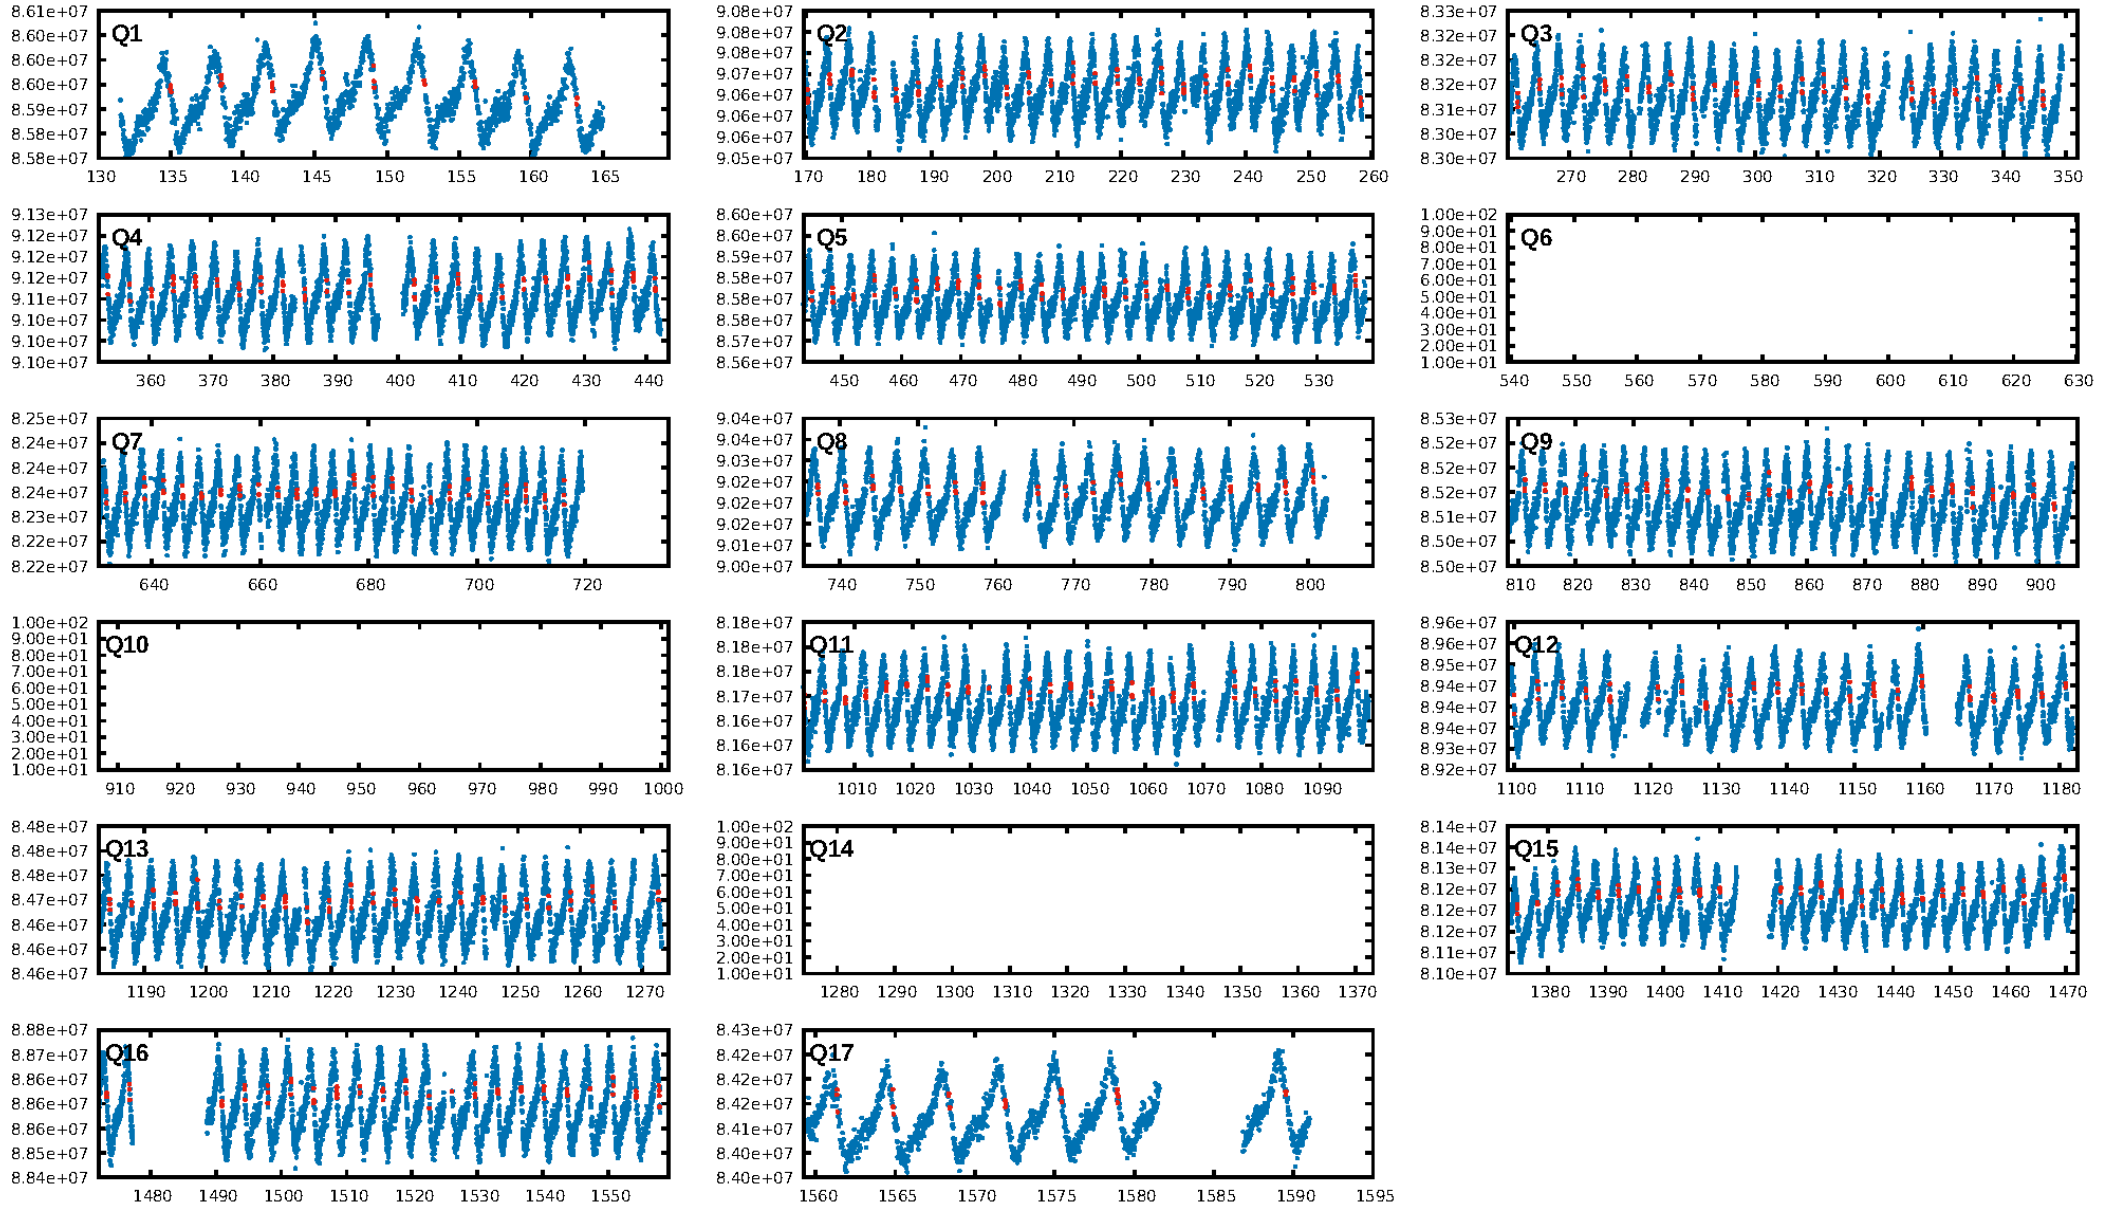 8.61e+07 8.60e+07 8.60e+07 8.60e+07 8.59e+07 8.58e+07 8.58e+07
Q1
130 135 140 145 150 155 160 165
9.08e+07 9.08e+07 9.07e+07 9.06e+07 9.06e+07 9.06e+07 9.05e+07
Q2
170 180 190 200 210 220 230 240 250 260
8.33e+07 8.32e+07 8.32e+07 8.32e+07 8.31e+07 8.30e+07 8.30e+07
Q3
270 280 290 300 310 320 330 340 350
9.13e+07 9.12e+07 9.12e+07 9.12e+07 9.11e+07 9.10e+07 9.10e+07 9.10e+07
Q4
360 370 380 390 400 410 420 430 440
8.60e+07 8.60e+07 8.59e+07 8.58e+07 8.58e+07 8.58e+07 8.57e+07 8.56e+07
Q5
450 460 470 480 490 500 510 520 530
1.00e+02 9.00e+01 8.00e+01 7.00e+01 6.00e+01 5.00e+01 4.00e+01 3.00e+01 2.00e+01 1.00e+01
Q6
540 550 560 570 580 590 600 610 620 630
8.25e+07 8.24e+07 8.24e+07 8.24e+07 8.23e+07 8.22e+07 8.22e+07
Q7
640 660 680 700 720
9.04e+07 9.04e+07 9.03e+07 9.02e+07 9.02e+07 9.02e+07 9.01e+07 9.00e+07
Q8
740 750 760 770 780 790 800
8.53e+07 8.52e+07 8.52e+07 8.52e+07 8.51e+07 8.50e+07 8.50e+07
Q9
810 820 830 840 850 860 870 880 890 900
1.00e+02 9.00e+01 8.00e+01 7.00e+01 6.00e+01 5.00e+01 4.00e+01 3.00e+01 2.00e+01 1.00e+01
Q10
910 920 930 940 950 960 970 980 990 1000
8.18e+07 8.18e+07 8.18e+07 8.17e+07 8.16e+07 8.16e+07 8.16e+07
Q11
1010 1020 1030 1040 1050 1060 1070 1080 1090
8.96e+07 8.96e+07 8.95e+07 8.94e+07 8.94e+07 8.94e+07 8.93e+07 8.92e+07
Q12
1100 1110 1120 1130 1140 1150 1160 1170 1180
8.48e+07 8.48e+07 8.48e+07 8.47e+07 8.46e+07 8.46e+07 8.46e+07
Q13
1190 1200 1210 1220 1230 1240 1250 1260 1270
1.00e+02 9.00e+01 8.00e+01 7.00e+01 6.00e+01 5.00e+01 4.00e+01 3.00e+01 2.00e+01 1.00e+01
Q14
1280 1290 1300 1310 1320 1330 1340 1350 1360 1370
8.14e+07 8.14e+07 8.13e+07 8.12e+07 8.12e+07 8.12e+07 8.11e+07 8.10e+07
Q15
1380 1390 1400 1410 1420 1430 1440 1450 1460 1470
8.88e+07 8.87e+07 8.86e+07 8.86e+07 8.86e+07 8.85e+07 8.84e+07
Q16
1480 1490 1500 1510 1520 1530 1540 1550
8.43e+07 8.42e+07 8.42e+07 8.42e+07 8.41e+07 8.40e+07 8.40e+07
Q17
1560 1565 1570 1575 1580 1585 1590 1595